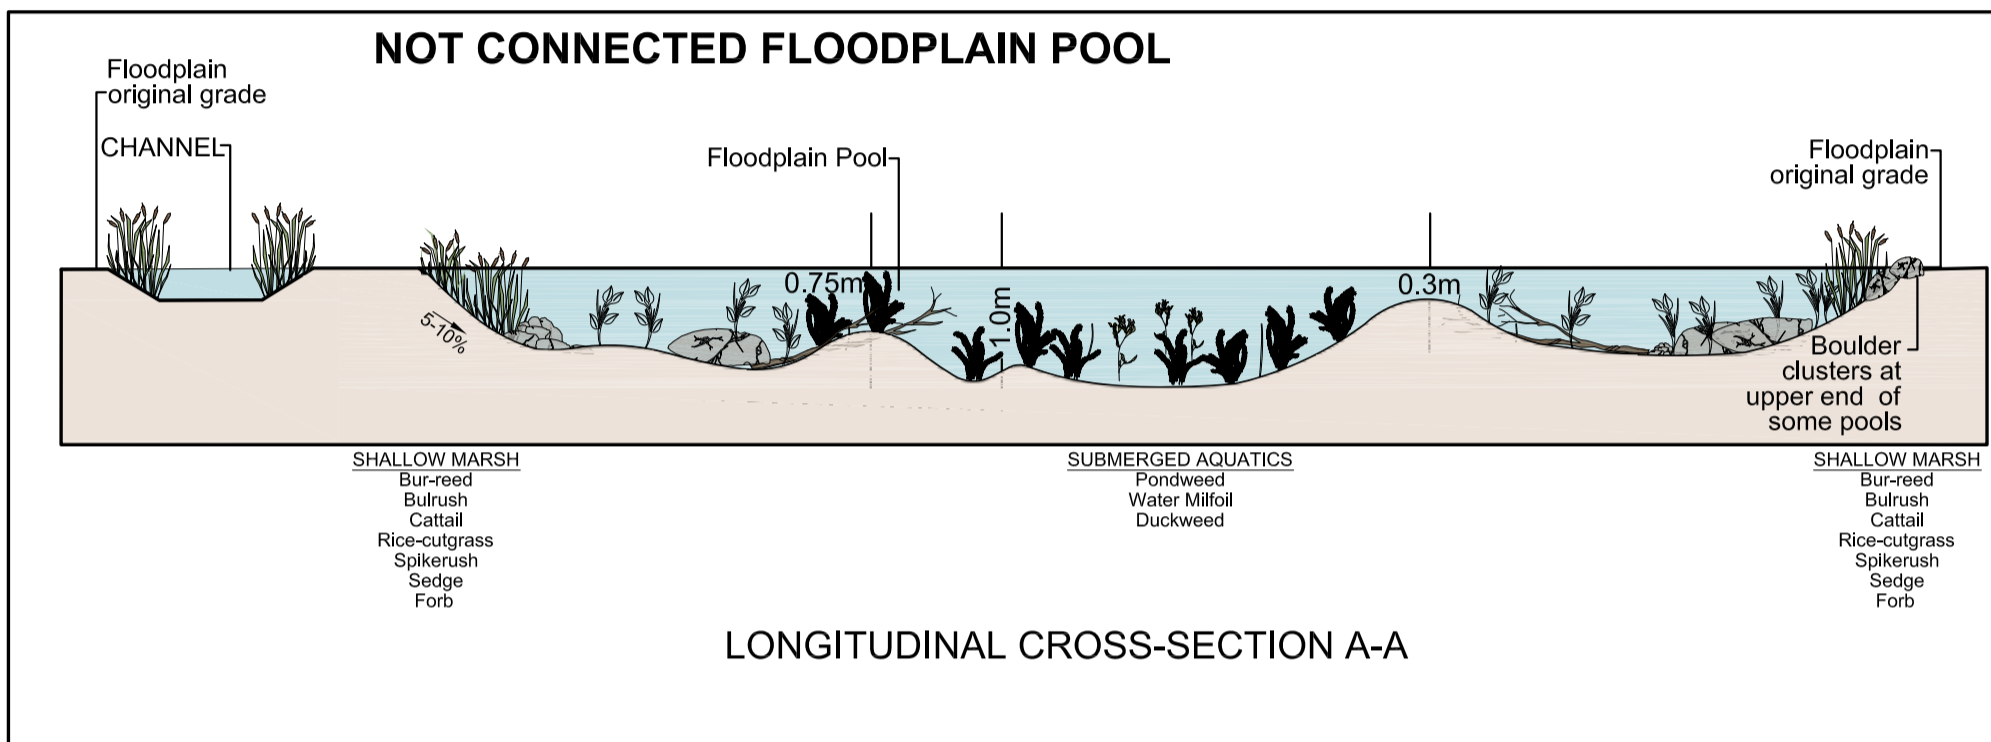 NOT CONNECTED FLOODPLAIN POOL
Floodplain
original grade
CHANNEL
Floodplain Pool
Floodplain
original grade
0.75m
1.0m
0.3m
5-10%
Boulder
clusters at
upper end of
some pools
SHALLOW MARSH
Bur-reed
Bulrush
Cattail
Rice-cutgrass
Spikerush
Sedge
Forb
SUBMERGED AQUATICS
Pondweed
Water Milfoil
Duckweed
SHALLOW MARSH
Bur-reed
Bulrush
Cattail
Rice-cutgrass
Spikerush
Sedge
Forb
LONGITUDINAL CROSS-SECTION A-A